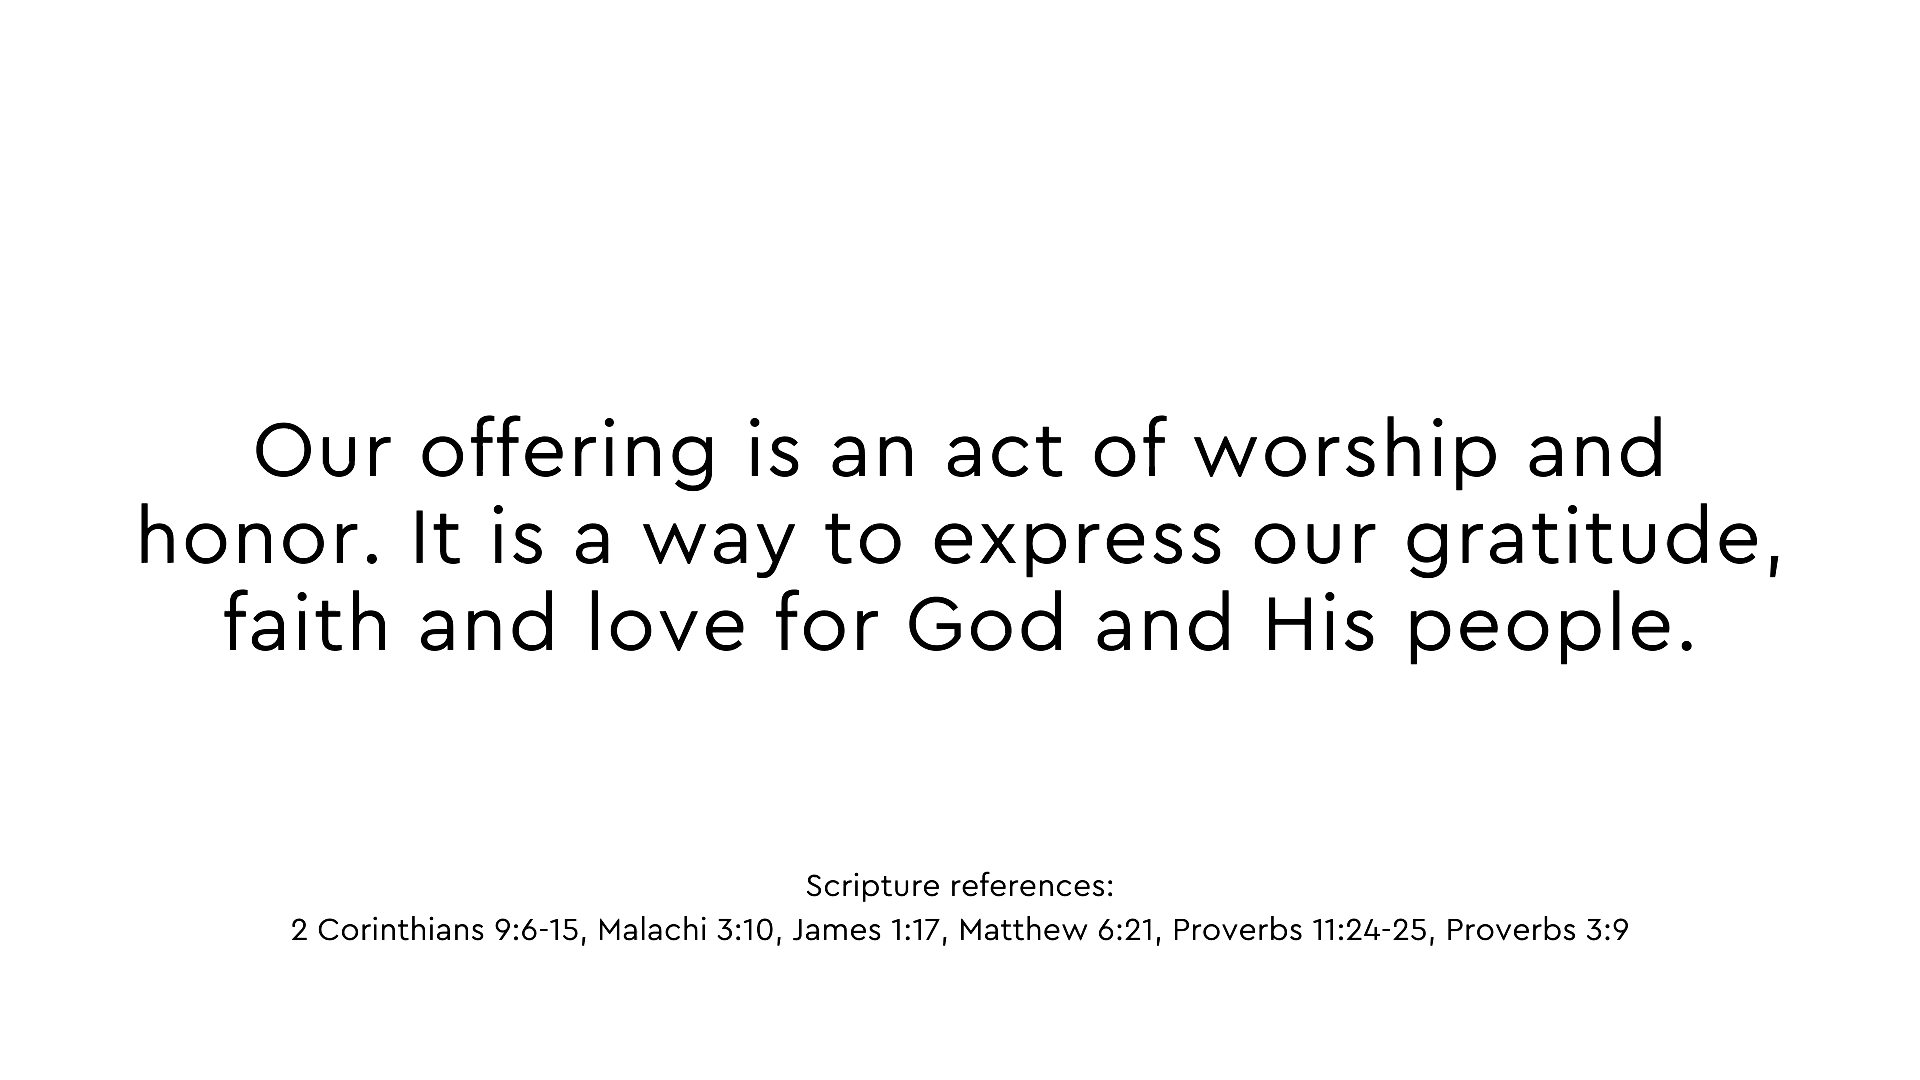 Our offering is an act of worship and
honor. It is a way to express our gratitude,
faith and love for God and His people.
Scripture references:
2 Corinthians 9:6-15, Malachi 3:10, James 1:17, Matthew 6:21, Proverbs 11:24-25, Proverbs 3:9